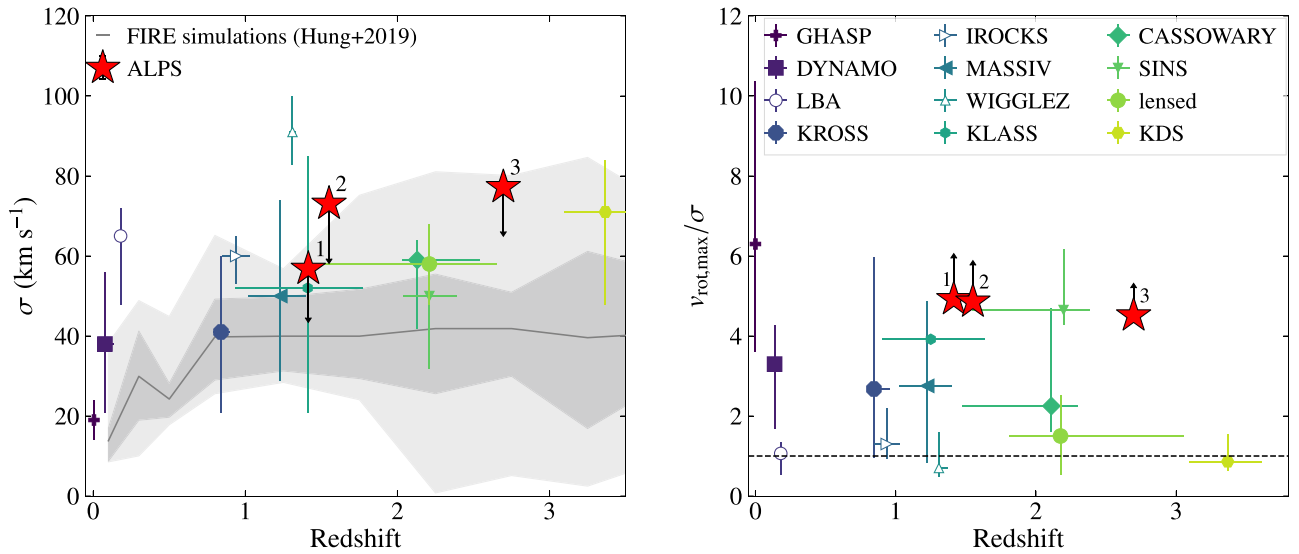 120
100
80
60
40
20
0
σ (km s⁻¹)
FIRE simulations (Hung+2019)
ALPS
1
2
3
0
1
2
3
Redshift
12
10
8
6
4
2
0
v_rot,max/σ
GHASP
DYNAMO
LBA
KROSS
IROCKS
MASSIV
WIGGLEZ
KLASS
CASSOWARY
SINS
lensed
KDS
1
2
3
0
1
2
3
Redshift